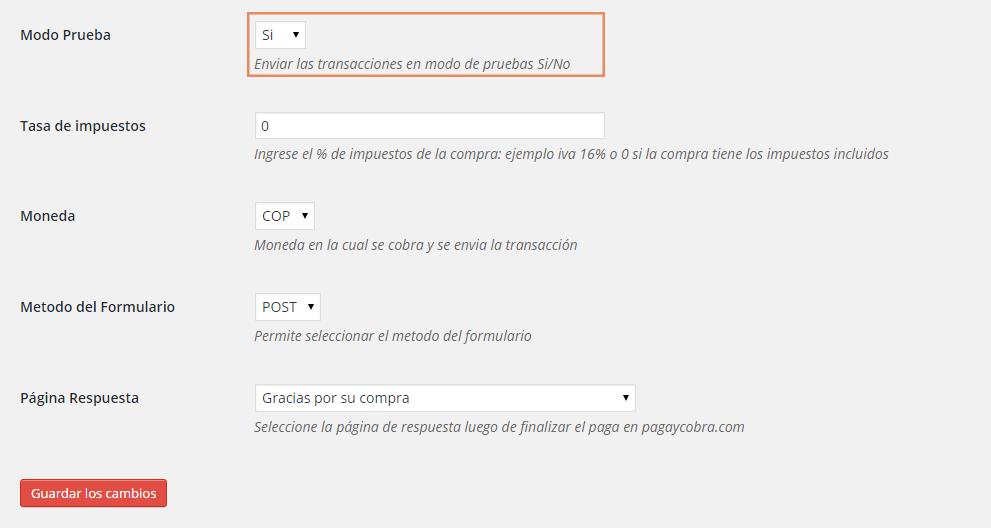 Modo Prueba
Si
Enviar las transacciones en modo de pruebas Si/No
Tasa de impuestos
0
Ingrese el % de impuestos de la compra: ejemplo iva 16% o 0 si la compra tiene los impuestos incluidos
Moneda
COP
Moneda en la cual se cobra y se envia la transacción
Metodo del Formulario
POST
Permite seleccionar el metodo del formulario
Página Respuesta
Gracias por su compra
Seleccione la página de respuesta luego de finalizar el paga en pagaycobra.com
Guardar los cambios